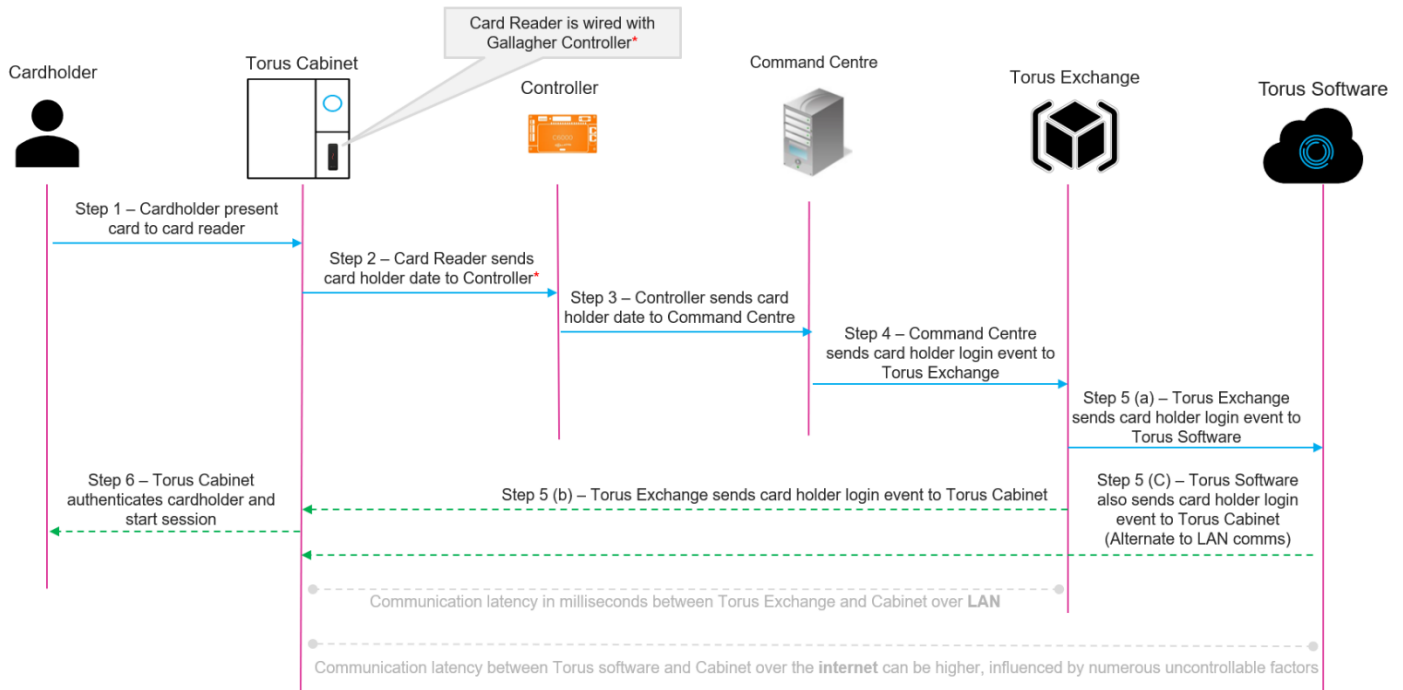 Card Reader is wired with
Gallagher Controller*
Cardholder
Torus Cabinet
Controller
Command Centre
Torus Exchange
Torus Software
Step 1 – Cardholder present
card to card reader
Step 2 – Card Reader sends
card holder date to Controller*
Step 3 – Controller sends card
holder date to Command Centre
Step 4 – Command Centre
sends card holder login event to
Torus Exchange
Step 5 (a) – Torus Exchange
sends card holder login event to
Torus Software
Step 6 – Torus Cabinet
authenticates cardholder and
start session
Step 5 (b) – Torus Exchange sends card holder login event to Torus Cabinet
Step 5 (C) – Torus Software
also sends card holder login
event to Torus Cabinet
(Alternate to LAN comms)
Communication latency in milliseconds between Torus Exchange and Cabinet over LAN
Communication latency between Torus software and Cabinet over the internet can be higher, influenced by numerous uncontrollable factors